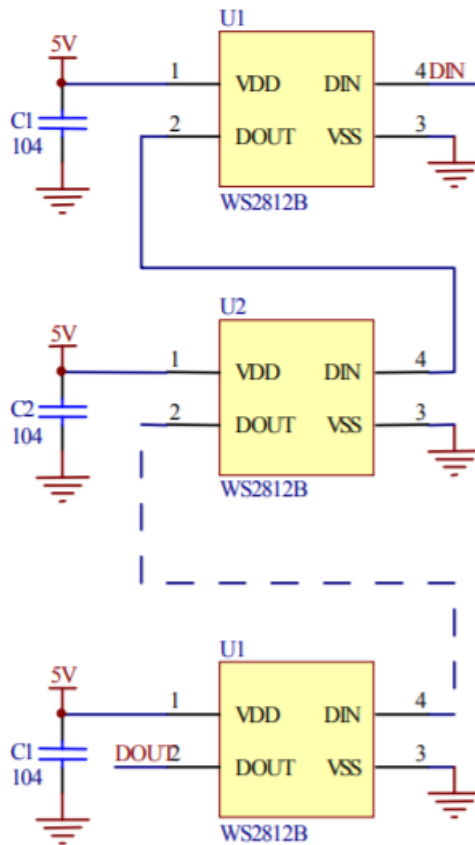 U1
5V
1 VDD DIN 4 DIN
C1
104
2 DOUT VSS 3
WS2812B
U2
5V
1 VDD DIN 4
C2
104
2 DOUT VSS 3
WS2812B
U1
5V
1 VDD DIN 4
C1
104
DOUT 2 DOUT VSS 3
WS2812B